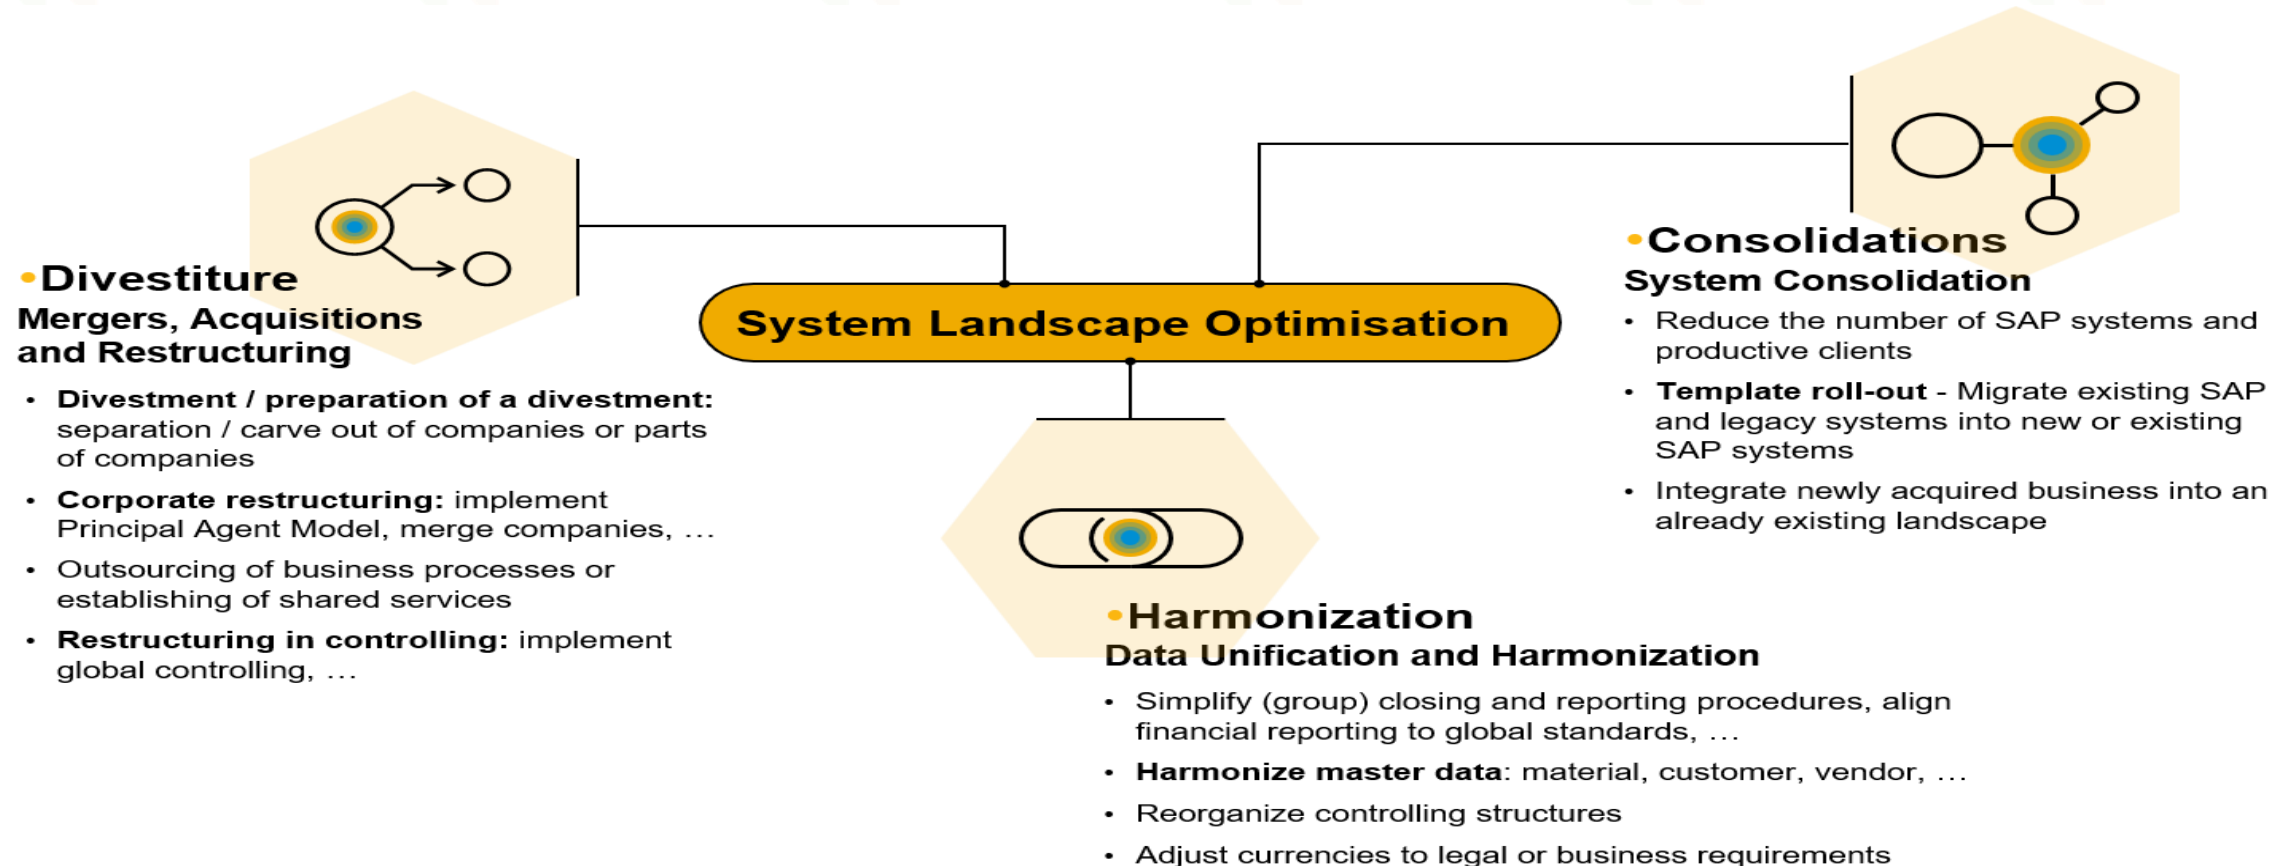 •Divestiture
Mergers, Acquisitions
and Restructuring
• Divestment / preparation of a divestment:
separation / carve out of companies or parts
of companies
• Corporate restructuring: implement
Principal Agent Model, merge companies, …
• Outsourcing of business processes or
establishing of shared services
• Restructuring in controlling: implement
global controlling, …
System Landscape Optimisation
•Consolidations
System Consolidation
• Reduce the number of SAP systems and
productive clients
• Template roll-out - Migrate existing SAP
and legacy systems into new or existing
SAP systems
• Integrate newly acquired business into an
already existing landscape
•Harmonization
Data Unification and Harmonization
• Simplify (group) closing and reporting procedures, align
financial reporting to global standards, …
• Harmonize master data: material, customer, vendor, …
• Reorganize controlling structures
• Adjust currencies to legal or business requirements